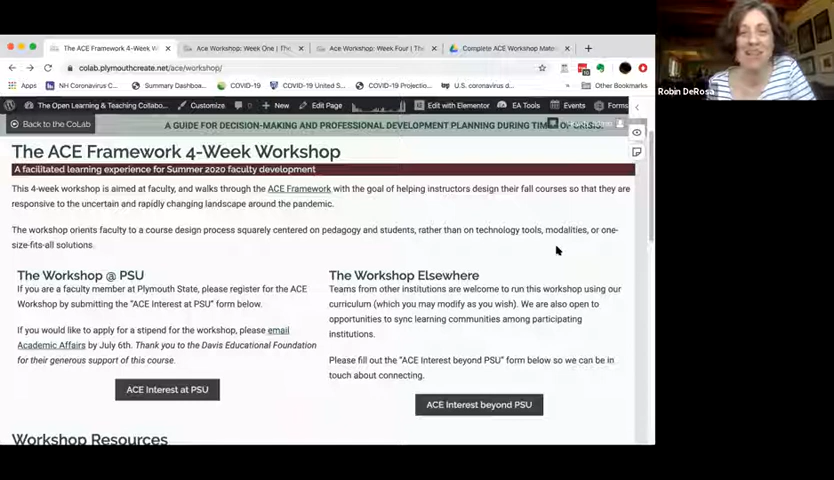 The ACE Framework 4-Week W
Ace Workshop: Week One | The
Ace Workshop: Week Four | The
Complete ACE Workshop Mate
colab.plymouthcreate.net/ace/workshop/
Apps
NH Coronavirus C...
Summary Dashboa...
COVID-19
COVID-19 United S...
COVID-19 Projectio...
U.S. coronavirus d...
Other Bookmarks
The Open Learning & Teaching Collabo...
Customize
New
Edit Page
Edit with Elementor
EA Tools
Events
Forms
Robin DeRosa
Back to the CoLab
A GUIDE FOR DECISION-MAKING AND PROFESSIONAL DEVELOPMENT PLANNING DURING TIMES OF CRISIS.
The ACE Framework 4-Week Workshop
A facilitated learning experience for Summer 2020 faculty development
This 4-week workshop is aimed at faculty, and walks through the ACE Framework with the goal of helping instructors design their fall courses so that they are
responsive to the uncertain and rapidly changing landscape around the pandemic.
The workshop orients faculty to a course design process squarely centered on pedagogy and students, rather than on technology tools, modalities, or one-
size-fits-all solutions.
The Workshop @ PSU
If you are a faculty member at Plymouth State, please register for the ACE
Workshop by submitting the "ACE Interest at PSU" form below.
If you would like to apply for a stipend for the workshop, please email
Academic Affairs by July 6th. Thank you to the Davis Educational Foundation
for their generous support of this course.
ACE Interest at PSU
The Workshop Elsewhere
Teams from other institutions are welcome to run this workshop using our
curriculum (which you may modify as you wish). We are also open to
opportunities to sync learning communities among participating
institutions.
Please fill out the "ACE Interest beyond PSU" form below so we can be in
touch about connecting.
ACE Interest beyond PSU
Workshop Resources